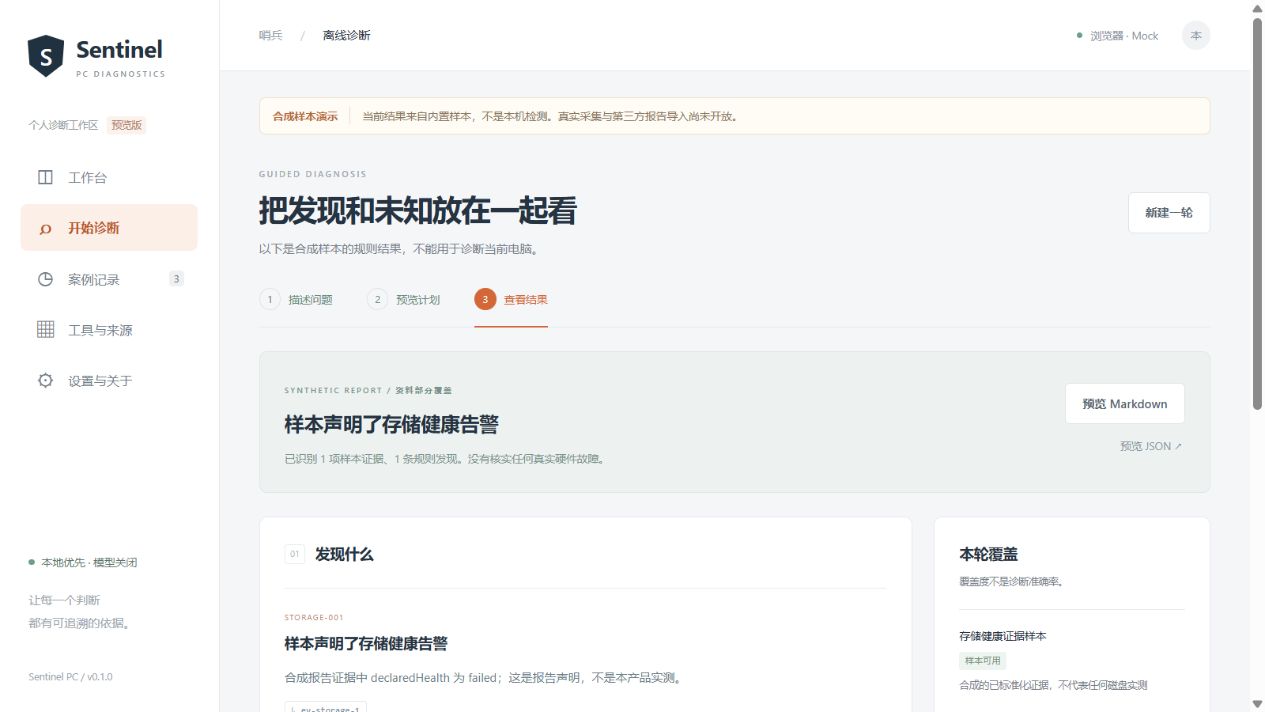 S
Sentinel
PC DIAGNOSTICS
个人诊断工作区 预览版
工作台
开始诊断
案例记录 3
工具与来源
设置与关于
本地优先 · 模型关闭
让每一个判断
都有可追溯的依据。
Sentinel PC / v0.1.0
哨兵 / 离线诊断
浏览器 · Mock 本
合成样本演示 当前结果来自内置样本，不是本机检测。真实采集与第三方报告导入尚未开放。
GUIDED DIAGNOSIS
把发现和未知放在一起看
以下是合成样本的规则结果，不能用于诊断当前电脑。
新建一轮
1 描述问题 2 预览计划 3 查看结果
SYNTHETIC REPORT / 资料部分覆盖
样本声明了存储健康告警
已识别 1 项样本证据、1 条规则发现。没有核实任何真实硬件故障。
预览 Markdown
预览 JSON ↗
01 发现什么
STORAGE-001
样本声明了存储健康告警
合成报告证据中 declaredHealth 为 failed；这是报告声明，不是本产品实测。
↳ ev-storage-1
本轮覆盖
覆盖度不是诊断准确率。
存储健康证据样本
样本可用
合成的已标准化证据，不代表任何磁盘实测